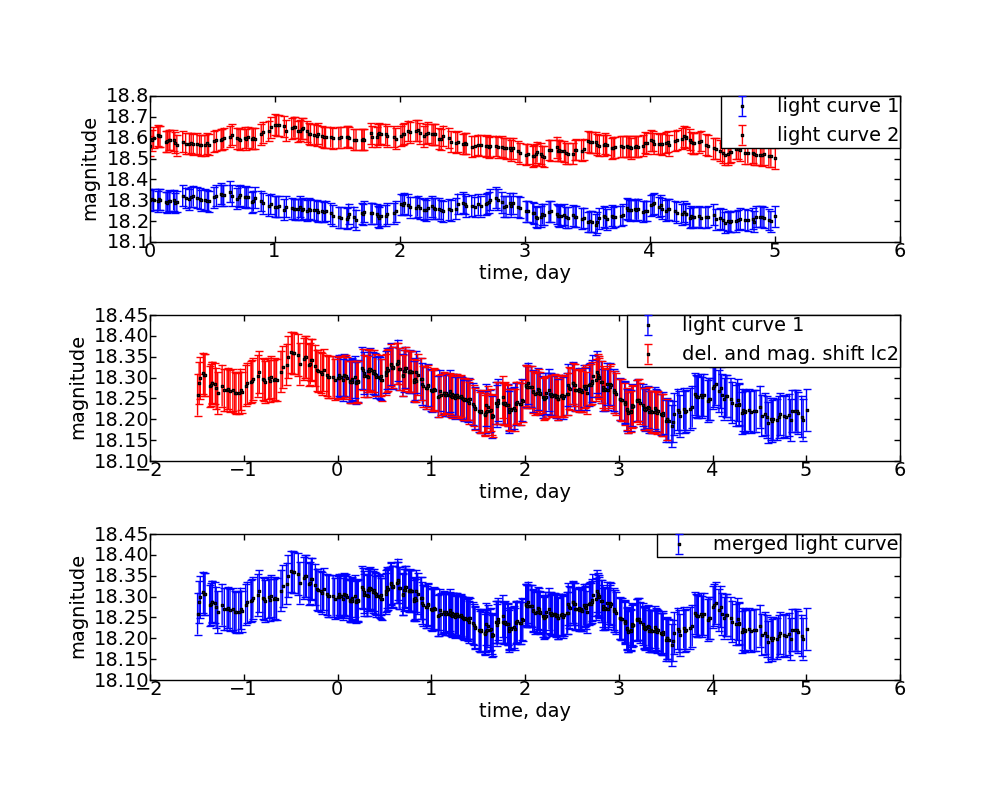 18.8
18.7
18.6
18.5
18.4
18.3
18.2
18.1
magnitude
light curve 1
light curve 2
0 1 2 3 4 5 6
time, day
18.45
18.40
18.35
18.30
18.25
18.20
18.15
18.10
magnitude
light curve 1
del. and mag. shift lc2
−2 −1 0 1 2 3 4 5 6
time, day
18.45
18.40
18.35
18.30
18.25
18.20
18.15
18.10
magnitude
merged light curve
−2 −1 0 1 2 3 4 5 6
time, day